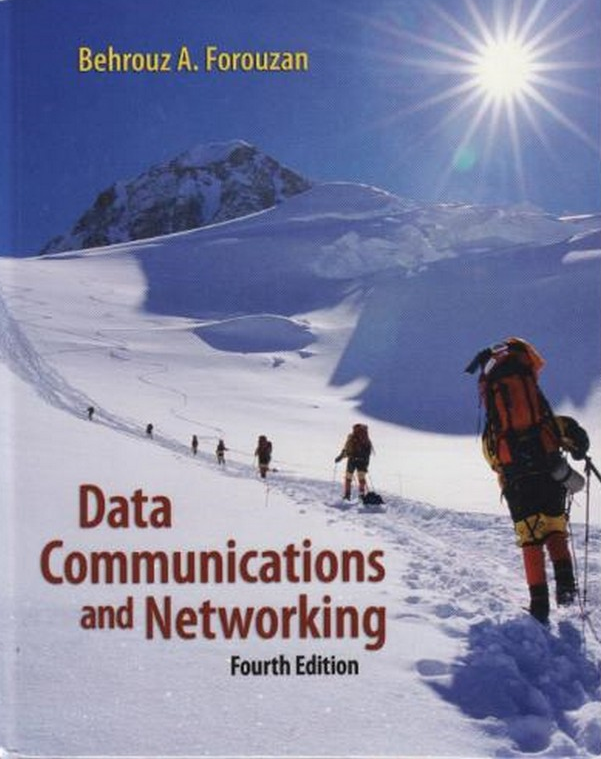 Behrouz A. Forouzan
Data
Communications
and Networking
Fourth Edition